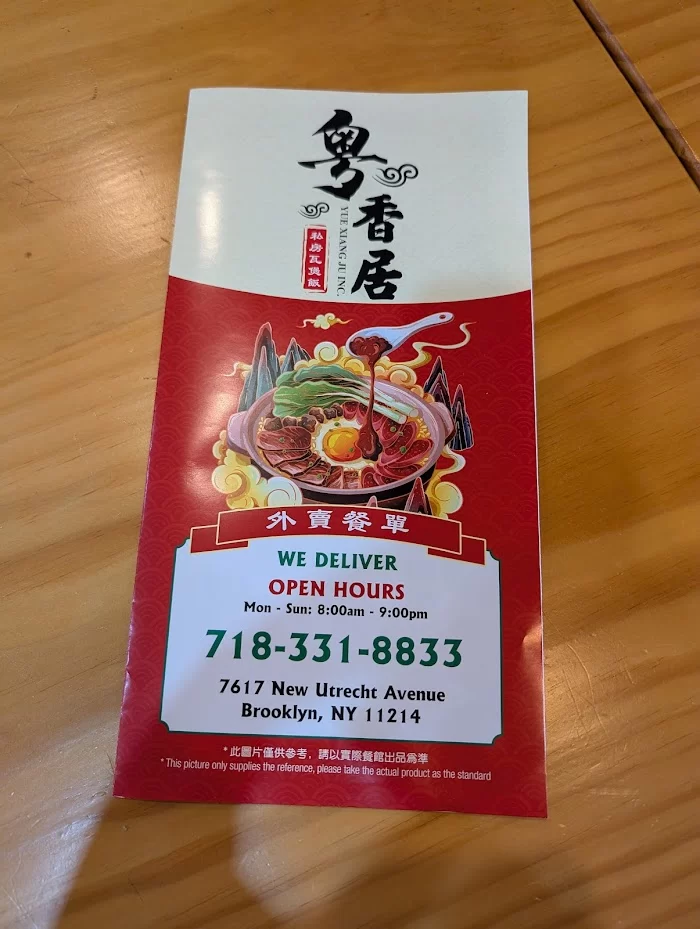 粤香居
YUE XIANG JU INC.
私房瓦煲飯
外賣餐單
WE DELIVER
OPEN HOURS
Mon - Sun: 8:00am - 9:00pm
718-331-8833
7617 New Utrecht Avenue
Brooklyn, NY 11214
*此圖片僅供參考，請以實際餐館出品爲準
*This picture only supplies the reference, please take the actual product as the standard